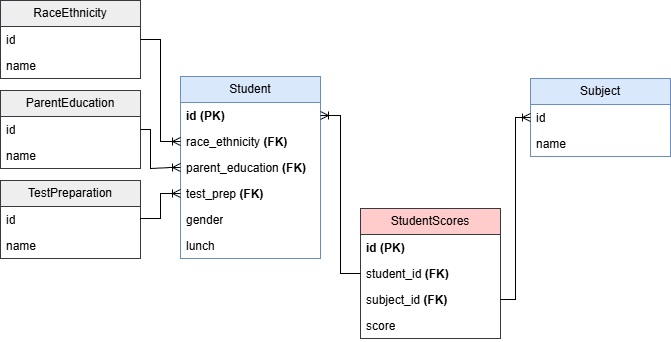 RaceEthnicity
id
name
ParentEducation
id
name
TestPreparation
id
name
Student
id (PK)
race_ethnicity (FK)
parent_education (FK)
test_prep (FK)
gender
lunch
StudentScores
id (PK)
student_id (FK)
subject_id (FK)
score
Subject
id
name